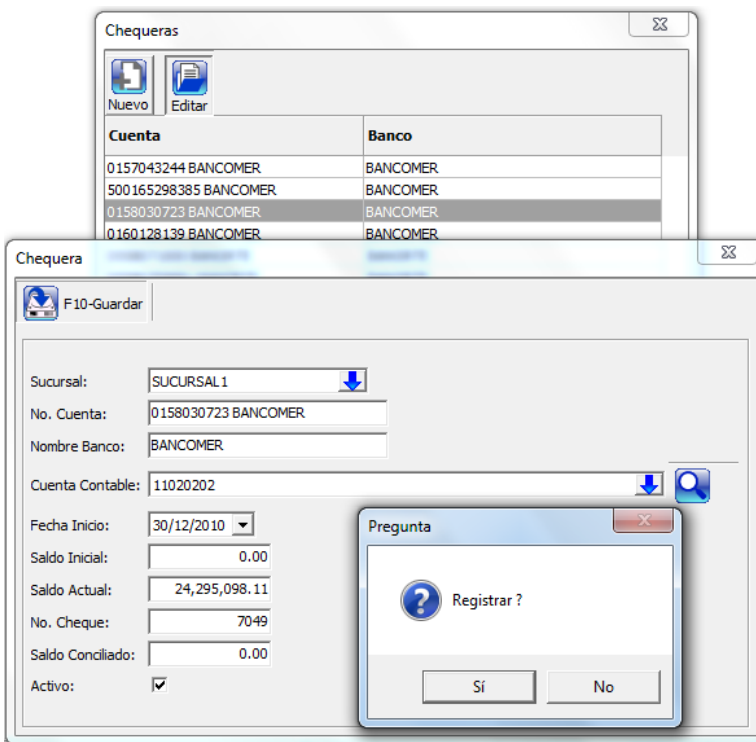 Chequeras
Nuevo Editar
Cuenta Banco
0157043244 BANCOMER BANCOMER
500165298385 BANCOMER BANCOMER
0158030723 BANCOMER BANCOMER
0160128139 BANCOMER BANCOMER
Chequera
F10-Guardar
Sucursal: SUCURSAL1
No. Cuenta: 0158030723 BANCOMER
Nombre Banco: BANCOMER
Cuenta Contable: 11020202
Fecha Inicio: 30/12/2010
Saldo Inicial: 0.00
Saldo Actual: 24,295,098.11
No. Cheque: 7049
Saldo Conciliado: 0.00
Activo:
Pregunta
Registrar ?
Sí No